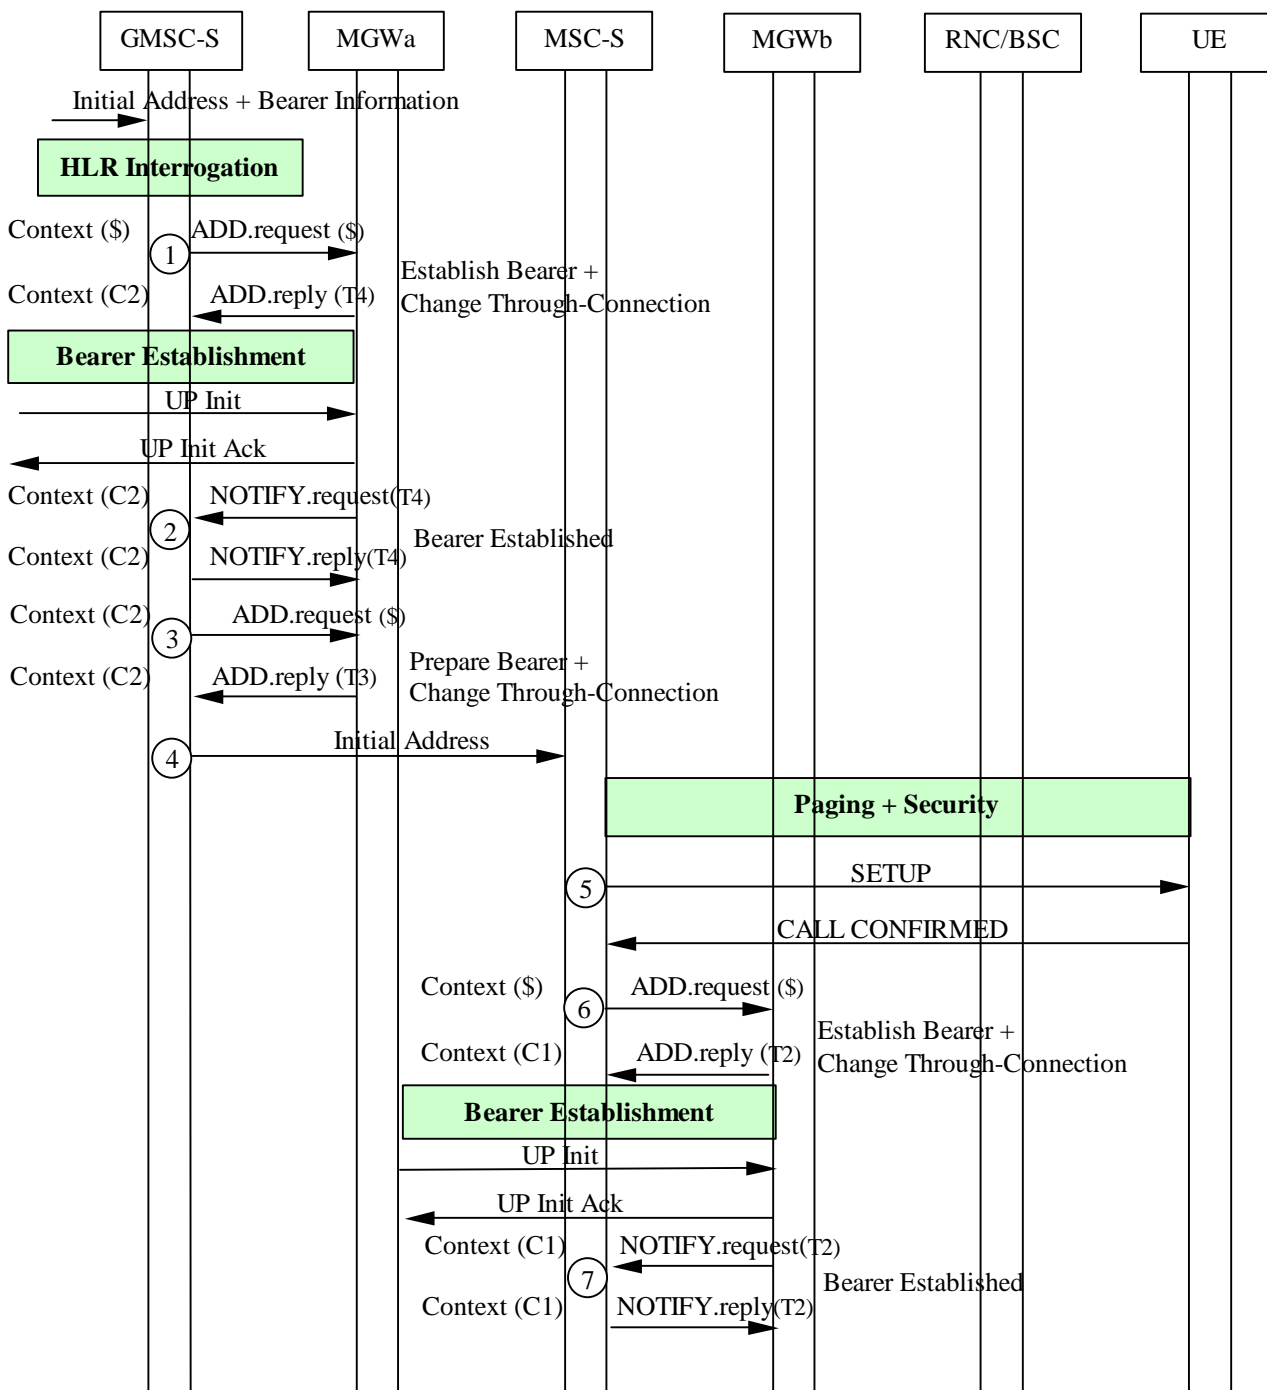 GMSC-S MGWa MSC-S MGWb RNC/BSC UE
Initial Address + Bearer Information
HLR Interrogation
Context ($) ADD.request ($)
1
Establish Bearer +
Context (C2) ADD.reply (T4) Change Through-Connection
Bearer Establishment
UP Init
UP Init Ack
Context (C2) NOTIFY.request(T4)
2
Bearer Established
Context (C2) NOTIFY.reply(T4)
Context (C2) ADD.request ($)
3
Prepare Bearer +
Context (C2) ADD.reply (T3)
Change Through-Connection
Initial Address
4
Paging + Security
SETUP
5
CALL CONFIRMED
Context ($) ADD.request ($)
6
Establish Bearer +
Context (C1) ADD.reply (T2)
Change Through-Connection
Bearer Establishment
UP Init
UP Init Ack
Context (C1) NOTIFY.request(T2)
7
Bearer Established
Context (C1) NOTIFY.reply(T2)